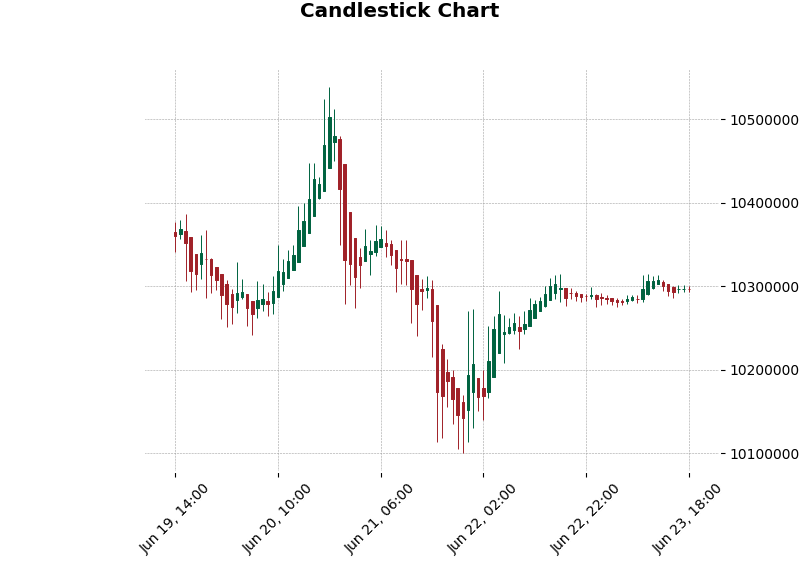 Candlestick Chart
10500000
10400000
10300000
10200000
10100000
Jun 19, 14:00
Jun 20, 10:00
Jun 21, 06:00
Jun 22, 02:00
Jun 22, 22:00
Jun 23, 18:00